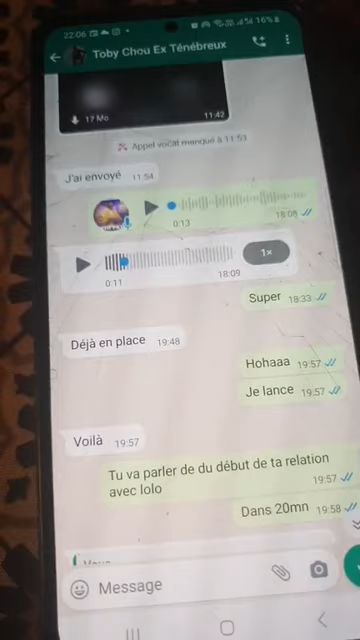 22:06
16%
Toby Chou Ex Ténébreux
17 Mo 11:42
Appel vocal manqué à 11:53
J'ai envoyé 11:54
0:13 18:08
1x
0:11 18:09
Super 18:33
Déjà en place 19:48
Hohaaa 19:57
Je lance 19:57
Voilà 19:57
Tu va parler de du début de ta relation
avec lolo 19:57
Dans 20mn 19:58
Message